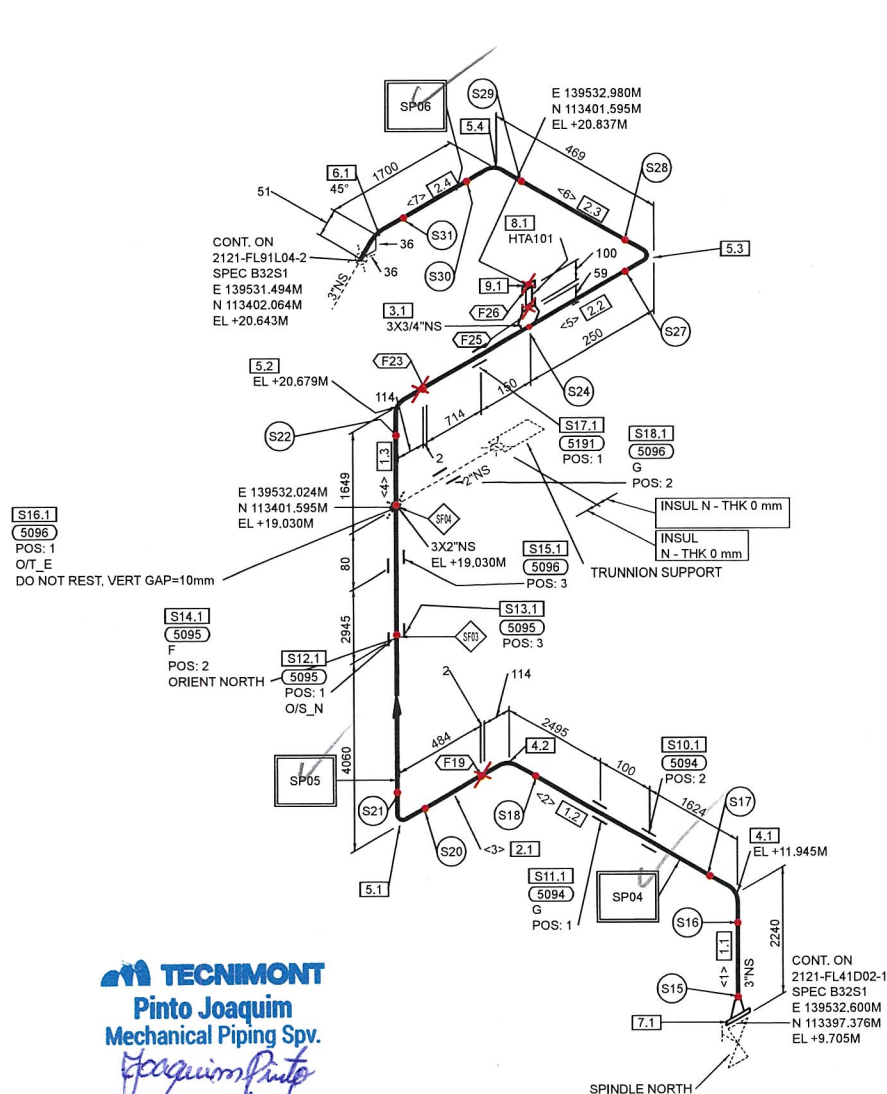 SP06
S29
E 139532.980M
N 113401.595M
EL +20.837M
5.4
469
S28
6.1
45°
1700
<7>
2.4
<6>
2.3
51
8.1
HTA101
5.3
CONT. ON
2121-FL91L04-2
SPEC B32S1
E 139531.494M
N 113402.064M
EL +20.643M
36
36
S31
S30
3"NS
100
59
9.1
F26
3.1
3X3/4"NS
F25
<5>
2.2
S27
250
5.2
EL +20.679M
F23
150
S24
114
714
2
S22
S17.1
5191
POS: 1
S18.1
5096
G
POS: 2
1.3
1649
<4>
2"NS
E 139532.024M
N 113401.595M
EL +19,030M
SF04
INSUL N - THK 0 mm
INSUL
N - THK 0 mm
S16.1
5096
POS: 1
O/T_E
DO NOT REST, VERT GAP=10mm
3X2"NS
EL +19,030M
S15.1
5096
POS: 3
TRUNNION SUPPORT
80
S14.1
5095
F
POS: 2
ORIENT NORTH
2945
S13.1
5095
POS: 3
SF03
S12.1
5095
POS: 1
O/S_N
2
114
484
2495
4.2
S10.1
5094
POS: 2
100
4060
SP05
F19
1624
S21
S18
<2>
1.2
S17
S20
<3>
2.1
4.1
EL +11.945M
5.1
S11.1
5094
G
POS: 1
SP04
S16
2240
1.1
<1>
3"NS
CONT. ON
2121-FL41D02-1
SPEC B32S1
E 139532.600M
N 113397.376M
EL +9.705M
S15
7.1
SPINDLE NORTH
TECNIMONT
Pinto Joaquim
Mechanical Piping Spv.
Joaquim Pinto